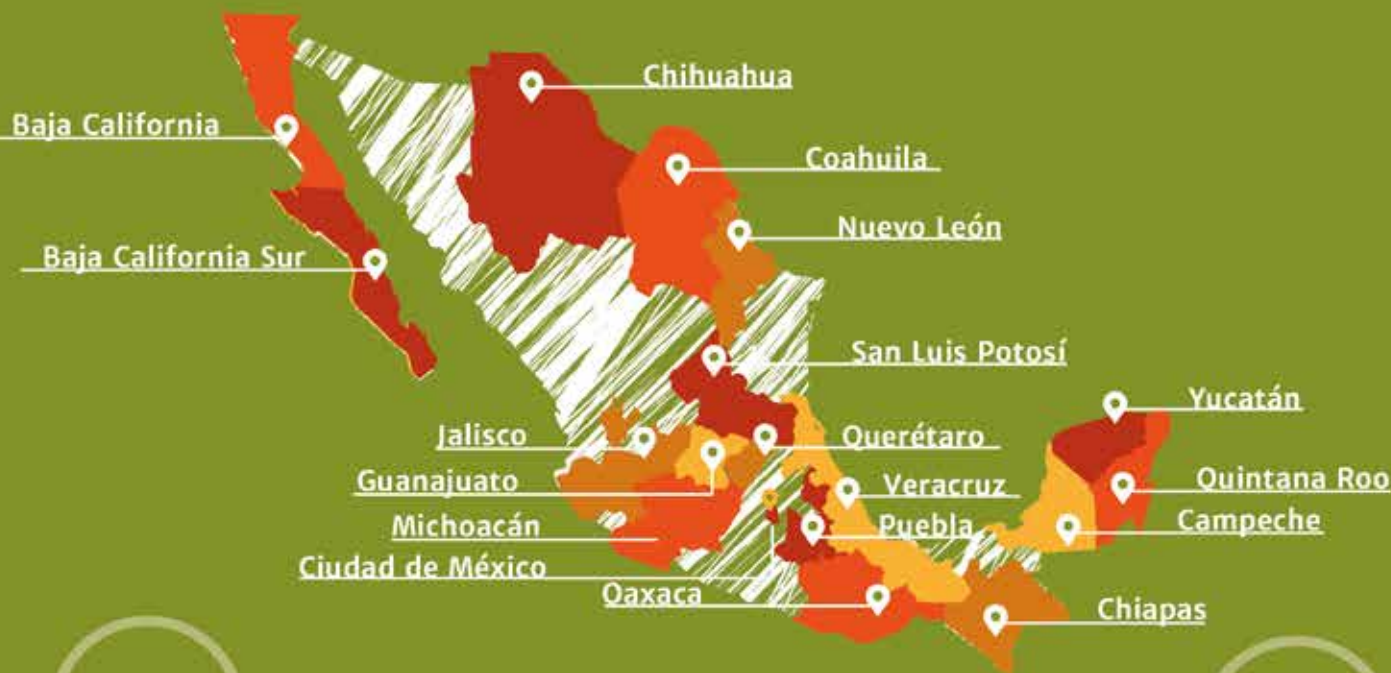 Chihuahua
Baja California
Coahuila
Nuevo León
Baja California Sur
San Luis Potosí
Yucatán
Jalisco
Querétaro
Guanajuato
Veracruz
Quintana Roo
Michoacán
Puebla
Campeche
Ciudad de México
Oaxaca
Chiapas